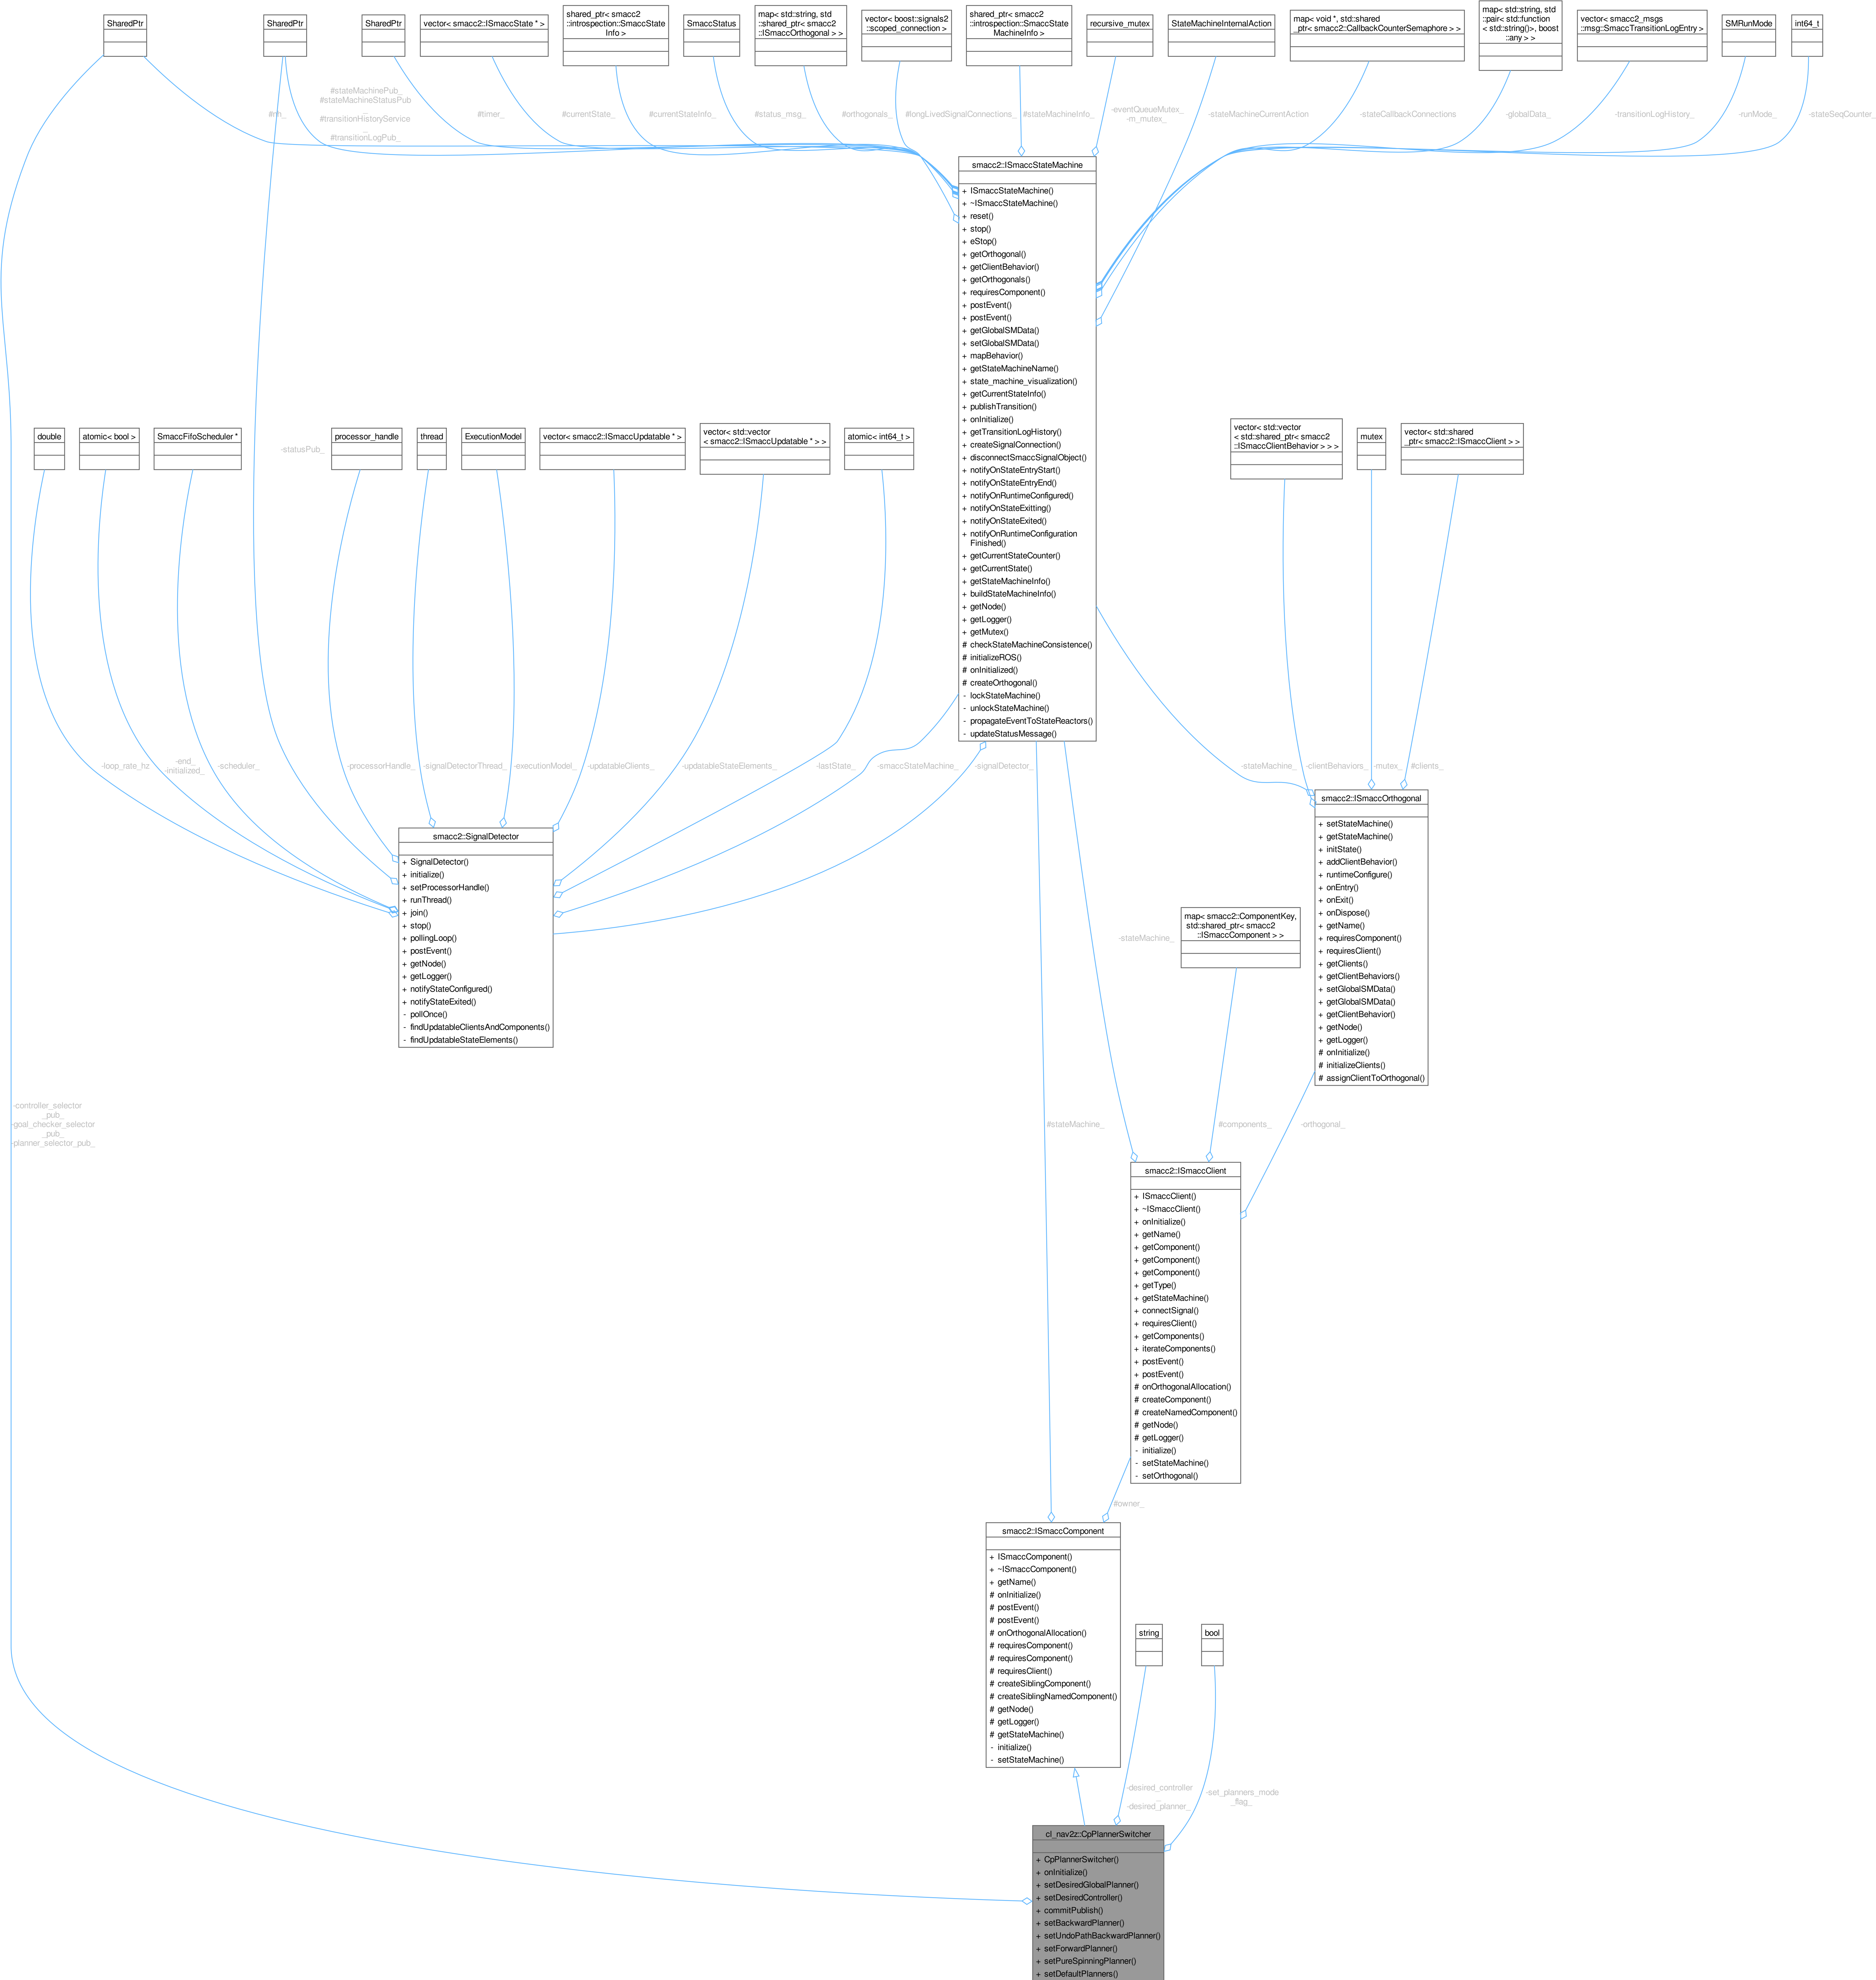 SharedPtr
SharedPtr
SharedPtr
vector< smacc2::ISmaccState * >
shared_ptr< smacc2
::introspection::SmaccState
Info >
SmaccStatus
map< std::string, std
::shared_ptr< smacc2
::ISmaccOrthogonal > >
vector< boost::signals2
::scoped_connection >
shared_ptr< smacc2
::introspection::SmaccState
MachineInfo >
recursive_mutex
StateMachineInternalAction
map< void *, std::shared
_ptr< smacc2::CallbackCounterSemaphore > >
map< std::string, std
::pair< std::function
< std::string()>, boost
::any > >
vector< smacc2_msgs
::msg::SmaccTransitionLogEntry >
SMRunMode
int64_t
#nh_
#stateMachinePub_
#stateMachineStatusPub
_
#transitionHistoryService
_
#transitionLogPub_
#timer_
#currentState_
#currentStateInfo_
#status_msg_
#orthogonals_
#longLivedSignalConnections_
#stateMachineInfo_
-eventQueueMutex_
-m_mutex_
-stateMachineCurrentAction
-stateCallbackConnections
-globalData_
-transitionLogHistory_
-runMode_
-stateSeqCounter_
smacc2::ISmaccStateMachine
+ ISmaccStateMachine()
+ ~ISmaccStateMachine()
+ reset()
+ stop()
+ eStop()
+ getOrthogonal()
+ getClientBehavior()
+ getOrthogonals()
+ requiresComponent()
+ postEvent()
+ postEvent()
+ getGlobalSMData()
+ setGlobalSMData()
+ mapBehavior()
+ getStateMachineName()
+ state_machine_visualization()
+ getCurrentStateInfo()
+ publishTransition()
+ onInitialize()
+ getTransitionLogHistory()
+ createSignalConnection()
+ disconnectSmaccSignalObject()
+ notifyOnStateEntryStart()
+ notifyOnStateEntryEnd()
+ notifyOnRuntimeConfigured()
+ notifyOnStateExitting()
+ notifyOnStateExited()
+ notifyOnRuntimeConfiguration
Finished()
+ getCurrentStateCounter()
+ getCurrentState()
+ getStateMachineInfo()
+ buildStateMachineInfo()
+ getNode()
+ getLogger()
+ getMutex()
# checkStateMachineConsistence()
# initializeROS()
# onInitialized()
# createOrthogonal()
- lockStateMachine()
- unlockStateMachine()
- propagateEventToStateReactors()
- updateStatusMessage()
double
atomic< bool >
SmaccFifoScheduler *
-statusPub_
processor_handle
thread
ExecutionModel
vector< smacc2::ISmaccUpdatable * >
vector< std::vector
< smacc2::ISmaccUpdatable * > >
atomic< int64_t >
vector< std::vector
< std::shared_ptr< smacc2
::ISmaccClientBehavior > > >
mutex
vector< std::shared
_ptr< smacc2::ISmaccClient > >
-loop_rate_hz
-end_
-initialized_
-scheduler_
-processorHandle_
-signalDetectorThread_
-executionModel_
-updatableClients_
-updatableStateElements_
-lastState_
-smaccStateMachine_
-signalDetector_
-stateMachine_
-clientBehaviors_
-mutex_
#clients_
smacc2::SignalDetector
+ SignalDetector()
+ initialize()
+ setProcessorHandle()
+ runThread()
+ join()
+ stop()
+ pollingLoop()
+ postEvent()
+ getNode()
+ getLogger()
+ notifyStateConfigured()
+ notifyStateExited()
- pollOnce()
- findUpdatableClientsAndComponents()
- findUpdatableStateElements()
smacc2::ISmaccOrthogonal
+ setStateMachine()
+ getStateMachine()
+ initState()
+ addClientBehavior()
+ runtimeConfigure()
+ onEntry()
+ onExit()
+ onDispose()
+ getName()
+ requiresComponent()
+ requiresClient()
+ getClients()
+ getClientBehaviors()
+ setGlobalSMData()
+ getGlobalSMData()
+ getClientBehavior()
+ getNode()
+ getLogger()
# onInitialize()
# initializeClients()
# assignClientToOrthogonal()
-stateMachine_
map< smacc2::ComponentKey,
std::shared_ptr< smacc2
::ISmaccComponent > >
-controller_selector
_pub_
-goal_checker_selector
_pub_
-planner_selector_pub_
#stateMachine_
#components_
-orthogonal_
smacc2::ISmaccClient
+ ISmaccClient()
+ ~ISmaccClient()
+ onInitialize()
+ getName()
+ getComponent()
+ getComponent()
+ getComponent()
+ getType()
+ getStateMachine()
+ connectSignal()
+ requiresClient()
+ getComponents()
+ iterateComponents()
+ postEvent()
+ postEvent()
# onOrthogonalAllocation()
# createComponent()
# createNamedComponent()
# getNode()
# getLogger()
- initialize()
- setStateMachine()
- setOrthogonal()
#owner_
smacc2::ISmaccComponent
+ ISmaccComponent()
+ ~ISmaccComponent()
+ getName()
# onInitialize()
# postEvent()
# postEvent()
# onOrthogonalAllocation()
# requiresComponent()
# requiresComponent()
# requiresClient()
# createSiblingComponent()
# createSiblingNamedComponent()
# getNode()
# getLogger()
# getStateMachine()
- initialize()
- setStateMachine()
string
bool
-desired_controller
_
-desired_planner_
-set_planners_mode
_flag_
cl_nav2z::CpPlannerSwitcher
+ CpPlannerSwitcher()
+ onInitialize()
+ setDesiredGlobalPlanner()
+ setDesiredController()
+ commitPublish()
+ setBackwardPlanner()
+ setUndoPathBackwardPlanner()
+ setForwardPlanner()
+ setPureSpinningPlanner()
+ setDefaultPlanners()